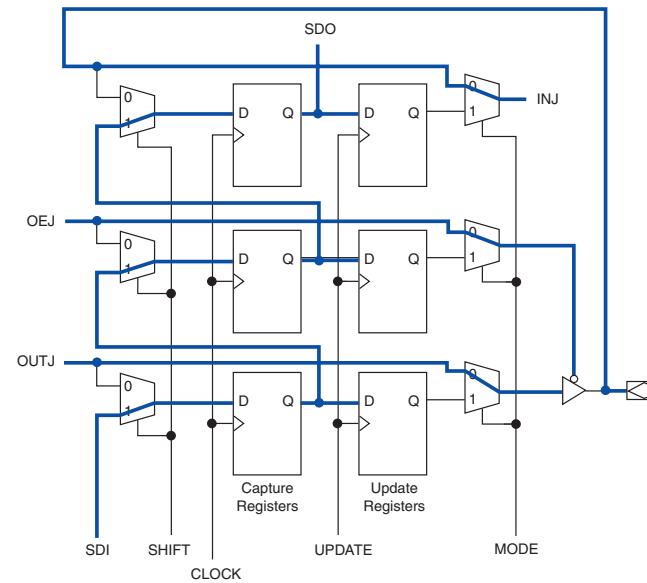 SDO
0
0
INJ
1
D Q
D Q
1
OEJ
0
0
1
D Q
D Q
1
OUTJ
0
0
1
D Q
D Q
1
Capture
Registers
Update
Registers
SDI
SHIFT
UPDATE
MODE
CLOCK